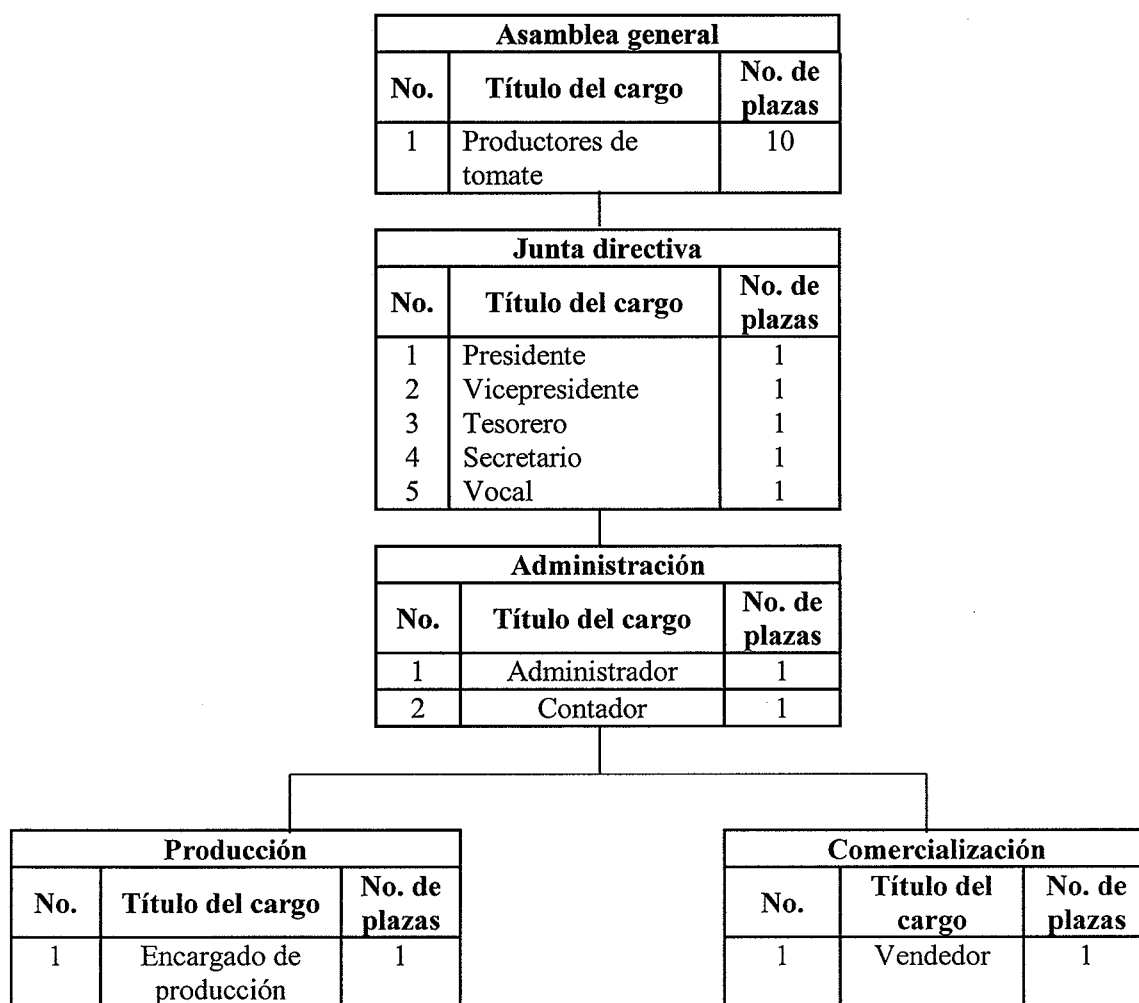 Asamblea general
No. Título del cargo No. de plazas
1 Productores de tomate 10
Junta directiva
No. Título del cargo No. de plazas
1 Presidente 1
2 Vicepresidente 1
3 Tesorero 1
4 Secretario 1
5 Vocal 1
Administración
No. Título del cargo No. de plazas
1 Administrador 1
2 Contador 1
Producción
No. Título del cargo No. de plazas
1 Encargado de producción 1
Comercialización
No. Título del cargo No. de plazas
1 Vendedor 1